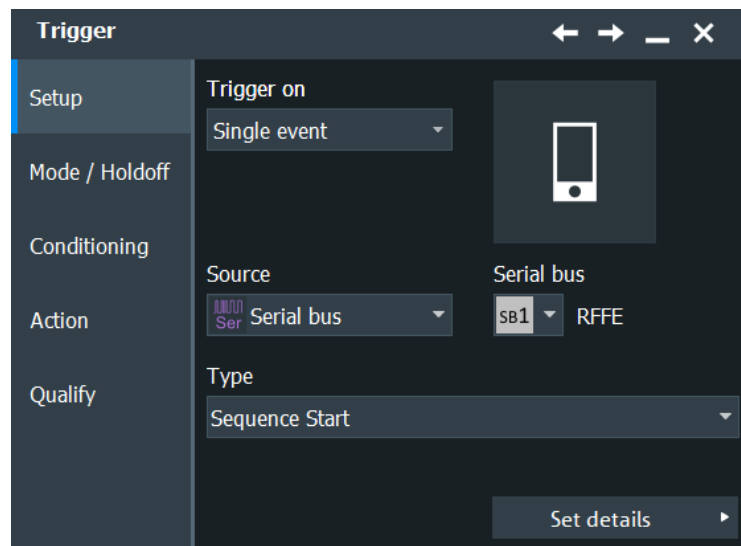 Trigger
Setup
Mode / Holdoff
Conditioning
Action
Qualify
Trigger on
Single event
Source
Serial bus
Ser Serial bus
SB1 RFFE
Type
Sequence Start
Set details